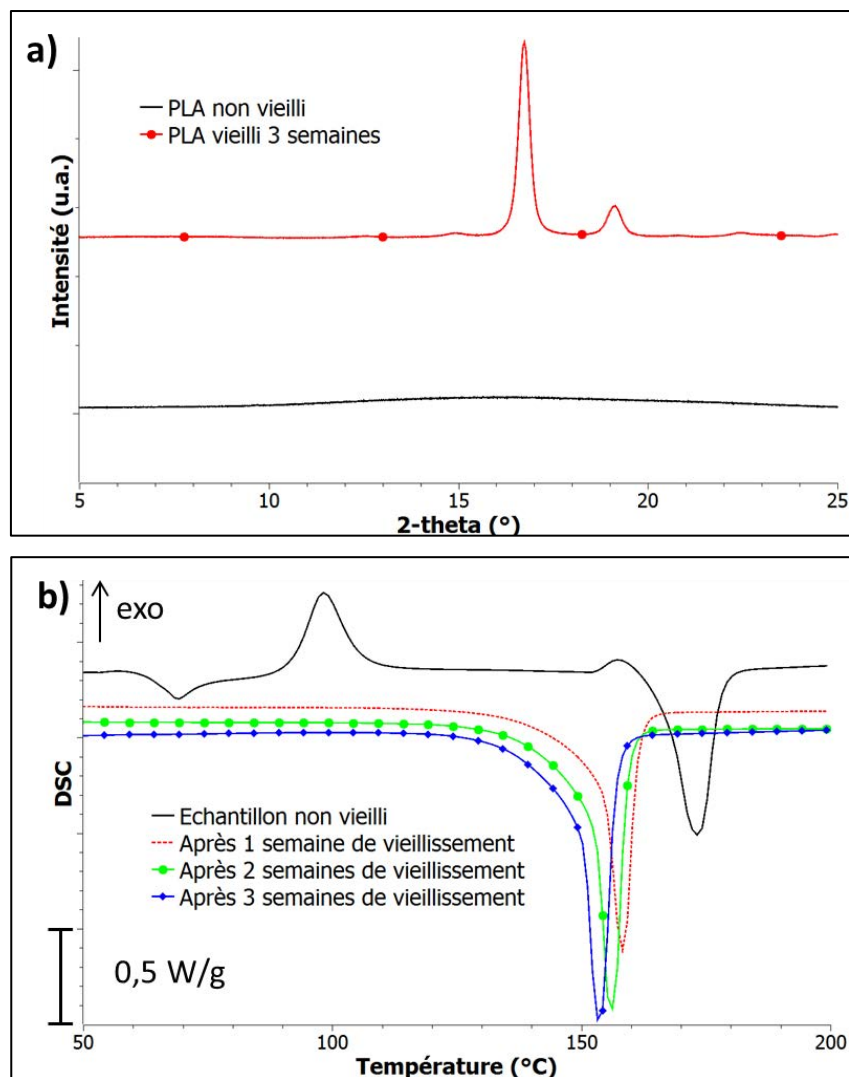 a)
PLA non vieilli
PLA vieilli 3 semaines
Intensité (u.a.)
5
10
15
20
25
2-theta (°)
b)
exo
DSC
Echantillon non vieilli
Après 1 semaine de vieillissement
Après 2 semaines de vieillissement
Après 3 semaines de vieillissement
0,5 W/g
50
100
150
200
Température (°C)